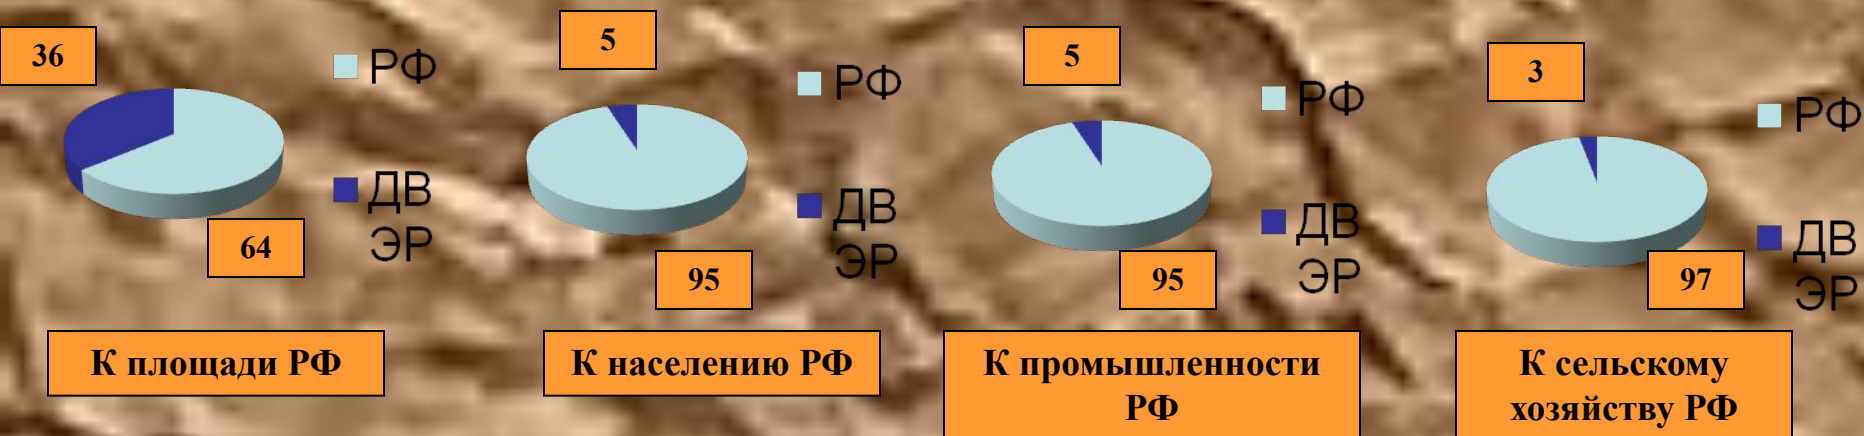 36
РФ
ДВ
ЭР
64
К площади РФ
5
РФ
ДВ
ЭР
95
К населению РФ
5
РФ
ДВ
ЭР
95
К промышленности
РФ
3
РФ
ДВ
ЭР
97
К сельскому
хозяйству РФ